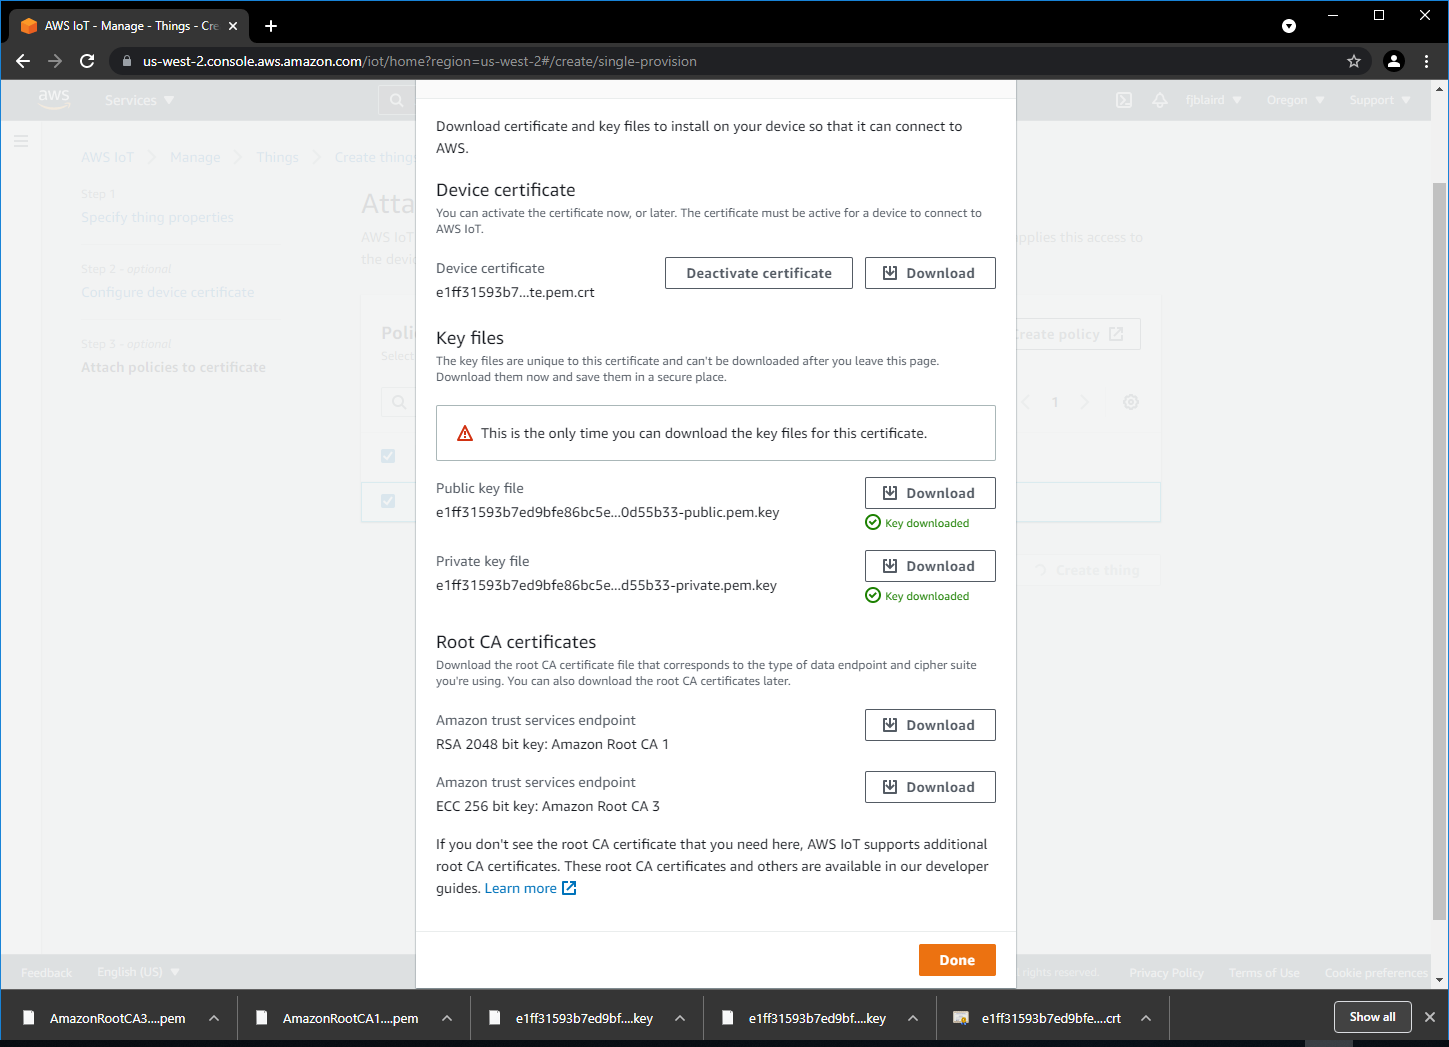 AWS IoT - Manage - Things - Cre
us-west-2.console.aws.amazon.com/iot/home?region=us-west-2#/create/single-provision
aws
Services
fjblaird
Oregon
Support
AWS IoT
Manage
Things
Create things
Step 1
Specify thing properties
Step 2 - optional
Configure device certificate
Step 3 - optional
Attach policies to certificate
Atta
AWS IoT
the devic
pplies this access to
Poli
Select
Create policy
1
Create thing
Download certificate and key files to install on your device so that it can connect to
AWS.
Device certificate
You can activate the certificate now, or later. The certificate must be active for a device to connect to
AWS IoT.
Device certificate
e1ff31593b7...te.pem.crt
Deactivate certificate
Download
Key files
The key files are unique to this certificate and can't be downloaded after you leave this page.
Download them now and save them in a secure place.
This is the only time you can download the key files for this certificate.
Public key file
e1ff31593b7ed9bfe86bc5e...0d55b33-public.pem.key
Download
Key downloaded
Private key file
e1ff31593b7ed9bfe86bc5e...d55b33-private.pem.key
Download
Key downloaded
Root CA certificates
Download the root CA certificate file that corresponds to the type of data endpoint and cipher suite
you're using. You can also download the root CA certificates later.
Amazon trust services endpoint
RSA 2048 bit key: Amazon Root CA 1
Download
Amazon trust services endpoint
ECC 256 bit key: Amazon Root CA 3
Download
If you don't see the root CA certificate that you need here, AWS IoT supports additional
root CA certificates. These root CA certificates and others are available in our developer
guides. Learn more
Done
Feedback
English (US)
l rights reserved.
Privacy Policy
Terms of Use
Cookie preferences
AmazonRootCA3....pem
AmazonRootCA1....pem
e1ff31593b7ed9bf....key
e1ff31593b7ed9bf....key
e1ff31593b7ed9bfe....crt
Show all